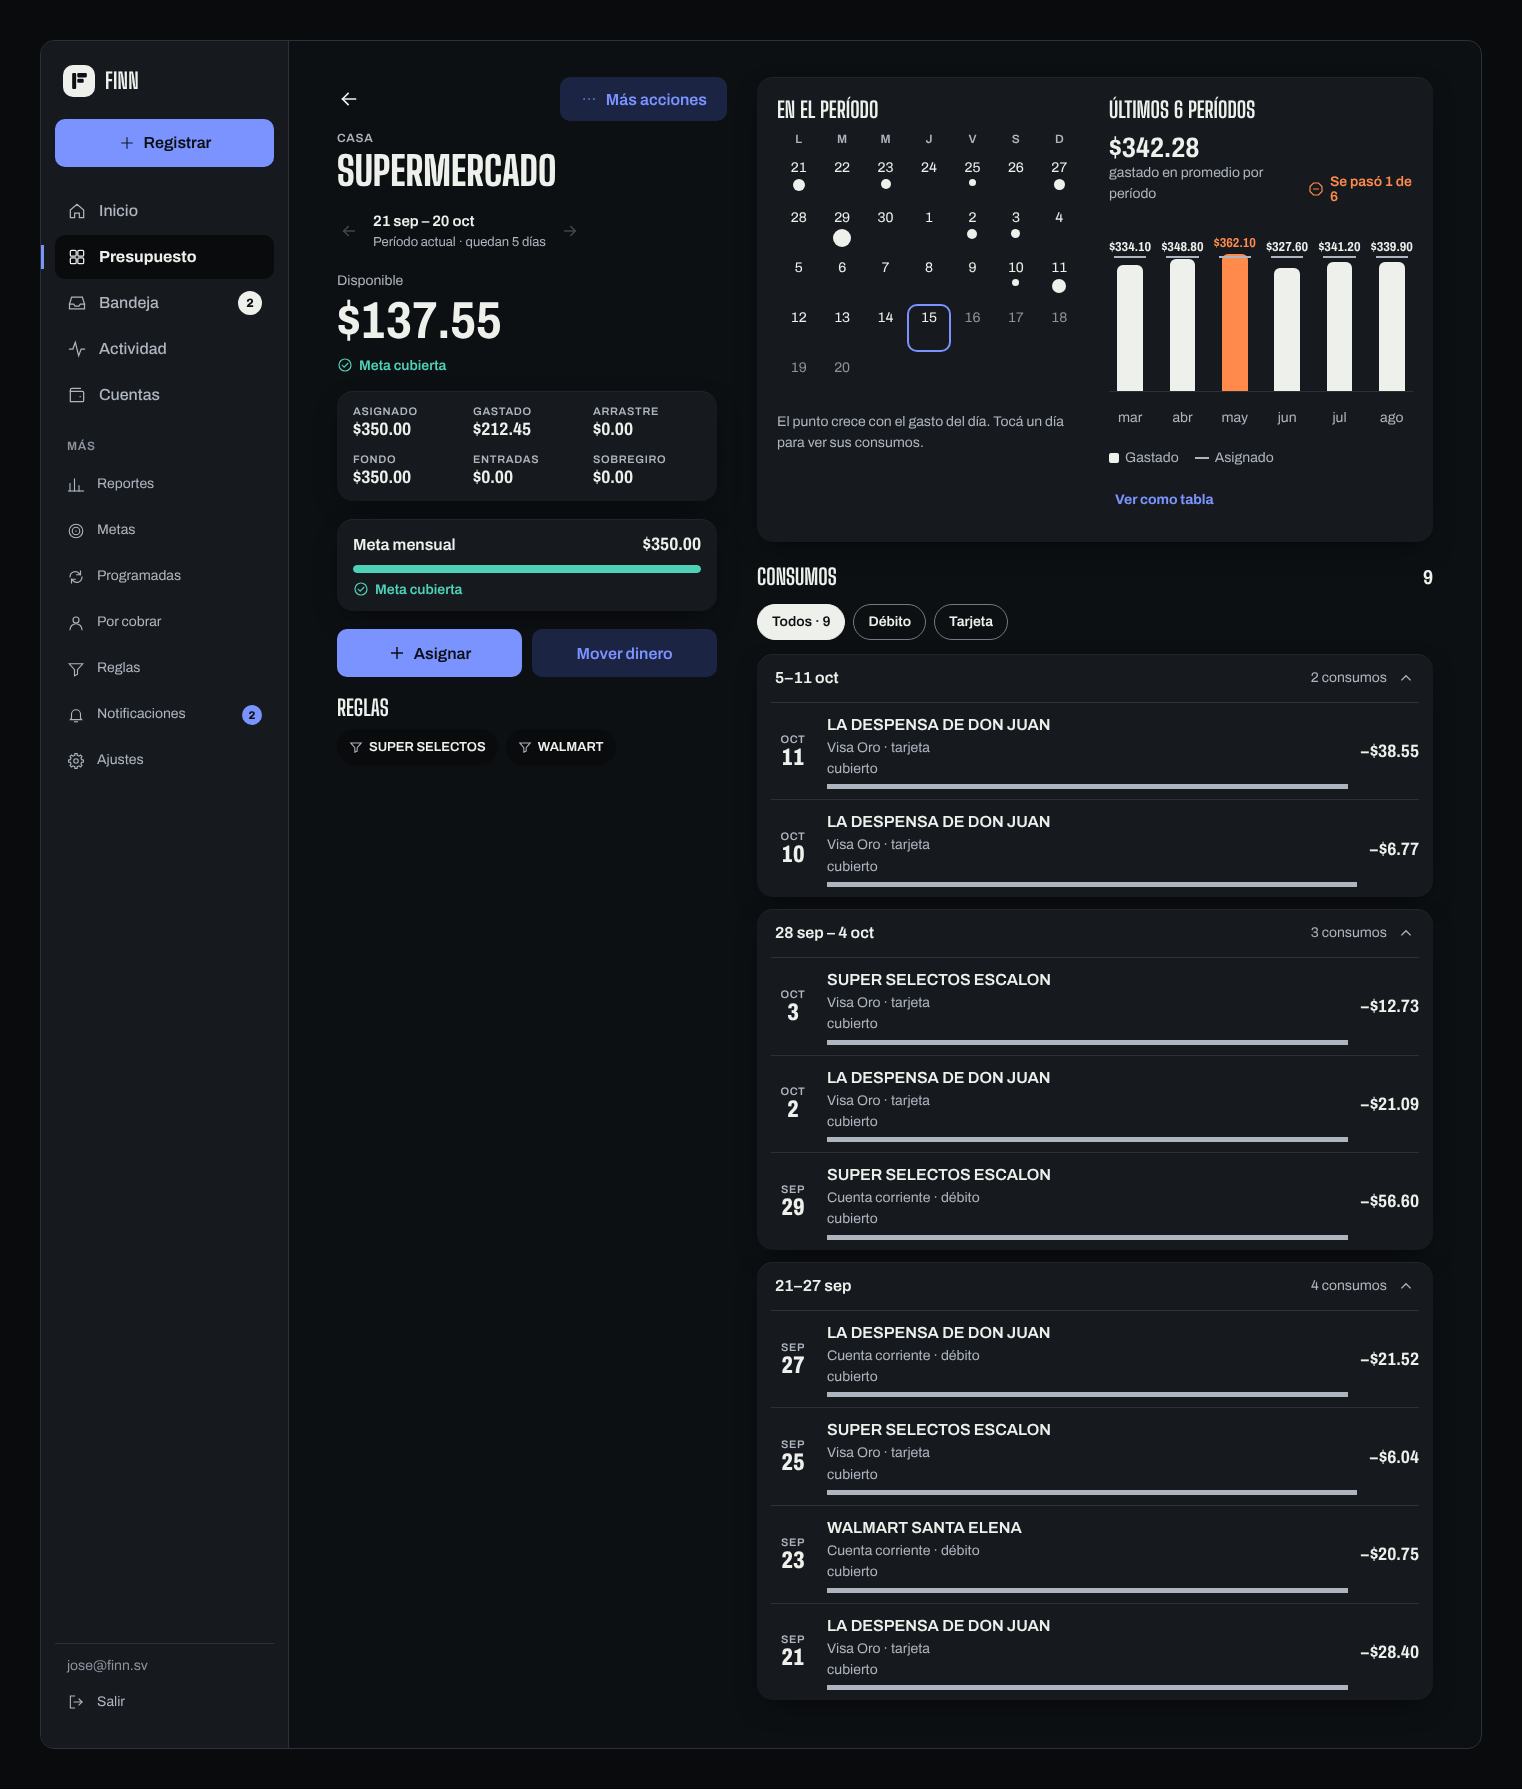 FINN
Registrar
Inicio
Presupuesto
Bandeja 2
Actividad
Cuentas
MÁS
Reportes
Metas
Programadas
Por cobrar
Reglas
Notificaciones 2
Ajustes
jose@finn.sv
Salir
Más acciones
CASA
SUPERMERCADO
21 sep – 20 oct
Período actual · quedan 5 días
Disponible
$137.55
Meta cubierta
ASIGNADO GASTADO ARRASTRE
$350.00 $212.45 $0.00
FONDO ENTRADAS SOBREGIRO
$350.00 $0.00 $0.00
Meta mensual $350.00
Meta cubierta
Asignar Mover dinero
REGLAS
SUPER SELECTOS WALMART
EN EL PERÍODO
L M M J V S D
21 22 23 24 25 26 27
28 29 30 1 2 3 4
5 6 7 8 9 10 11
12 13 14 15 16 17 18
19 20
El punto crece con el gasto del día. Tocá un día
para ver sus consumos.
ÚLTIMOS 6 PERÍODOS
$342.28
gastado en promedio por
período
Se pasó 1 de
6
$334.10 $348.80 $362.10 $327.60 $341.20 $339.90
mar abr may jun jul ago
Gastado Asignado
Ver como tabla
CONSUMOS 9
Todos · 9 Débito Tarjeta
5–11 oct 2 consumos
OCT
11
LA DESPENSA DE DON JUAN
Visa Oro · tarjeta
cubierto
–$38.55
OCT
10
LA DESPENSA DE DON JUAN
Visa Oro · tarjeta
cubierto
–$6.77
28 sep – 4 oct 3 consumos
OCT
3
SUPER SELECTOS ESCALON
Visa Oro · tarjeta
cubierto
–$12.73
OCT
2
LA DESPENSA DE DON JUAN
Visa Oro · tarjeta
cubierto
–$21.09
SEP
29
SUPER SELECTOS ESCALON
Cuenta corriente · débito
cubierto
–$56.60
21–27 sep 4 consumos
SEP
27
LA DESPENSA DE DON JUAN
Cuenta corriente · débito
cubierto
–$21.52
SEP
25
SUPER SELECTOS ESCALON
Visa Oro · tarjeta
cubierto
–$6.04
SEP
23
WALMART SANTA ELENA
Cuenta corriente · débito
cubierto
–$20.75
SEP
21
LA DESPENSA DE DON JUAN
Visa Oro · tarjeta
cubierto
–$28.40